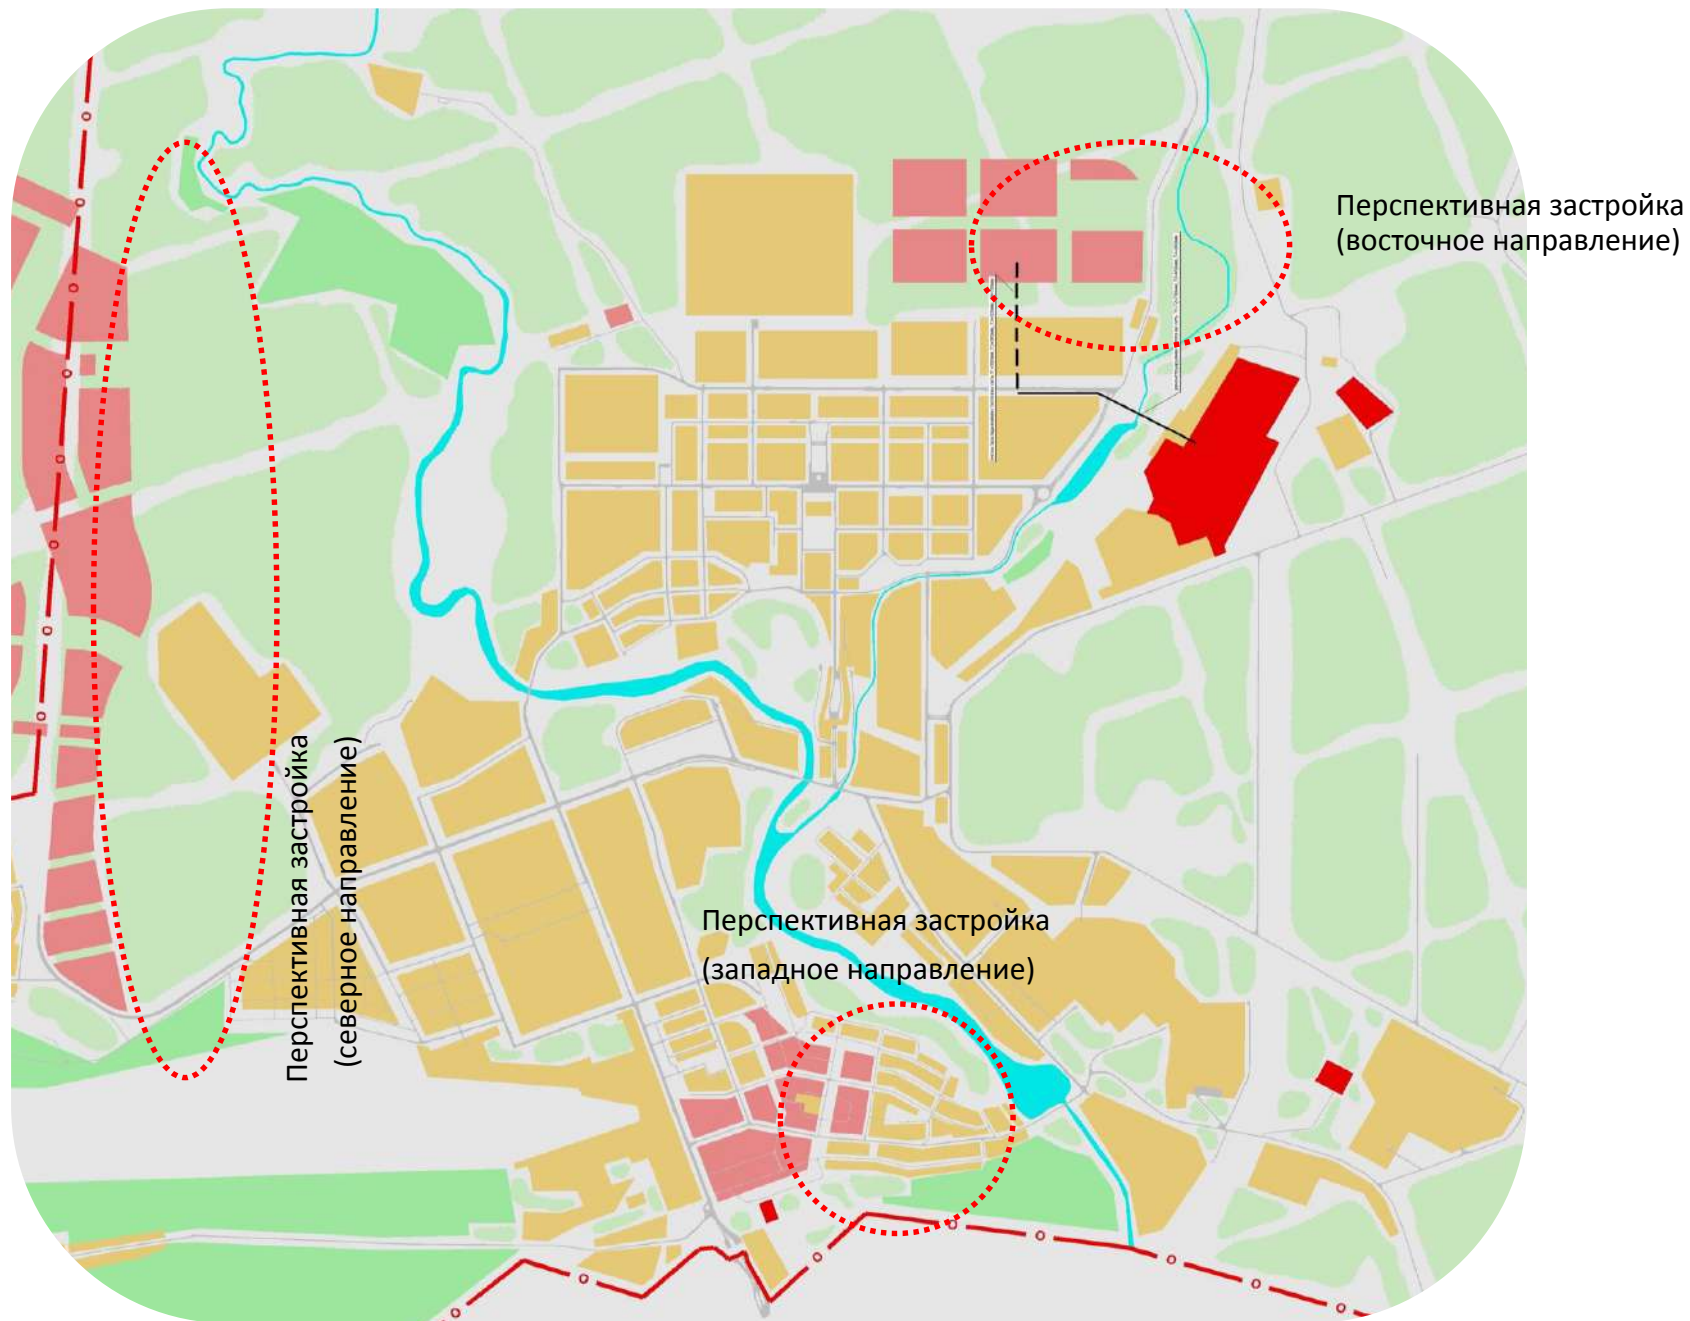 Перспективная застройка
(восточное направление)
Перспективная застройка
(северное направление)
Перспективная застройка
(западное направление)